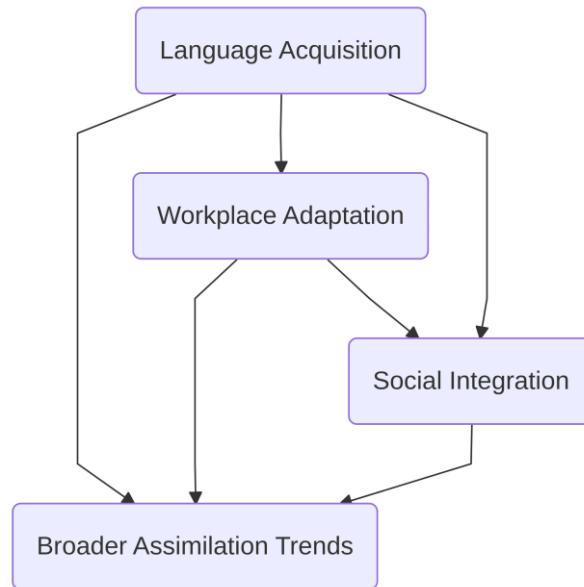 Language Acquisition
Workplace Adaptation
Social Integration
Broader Assimilation Trends